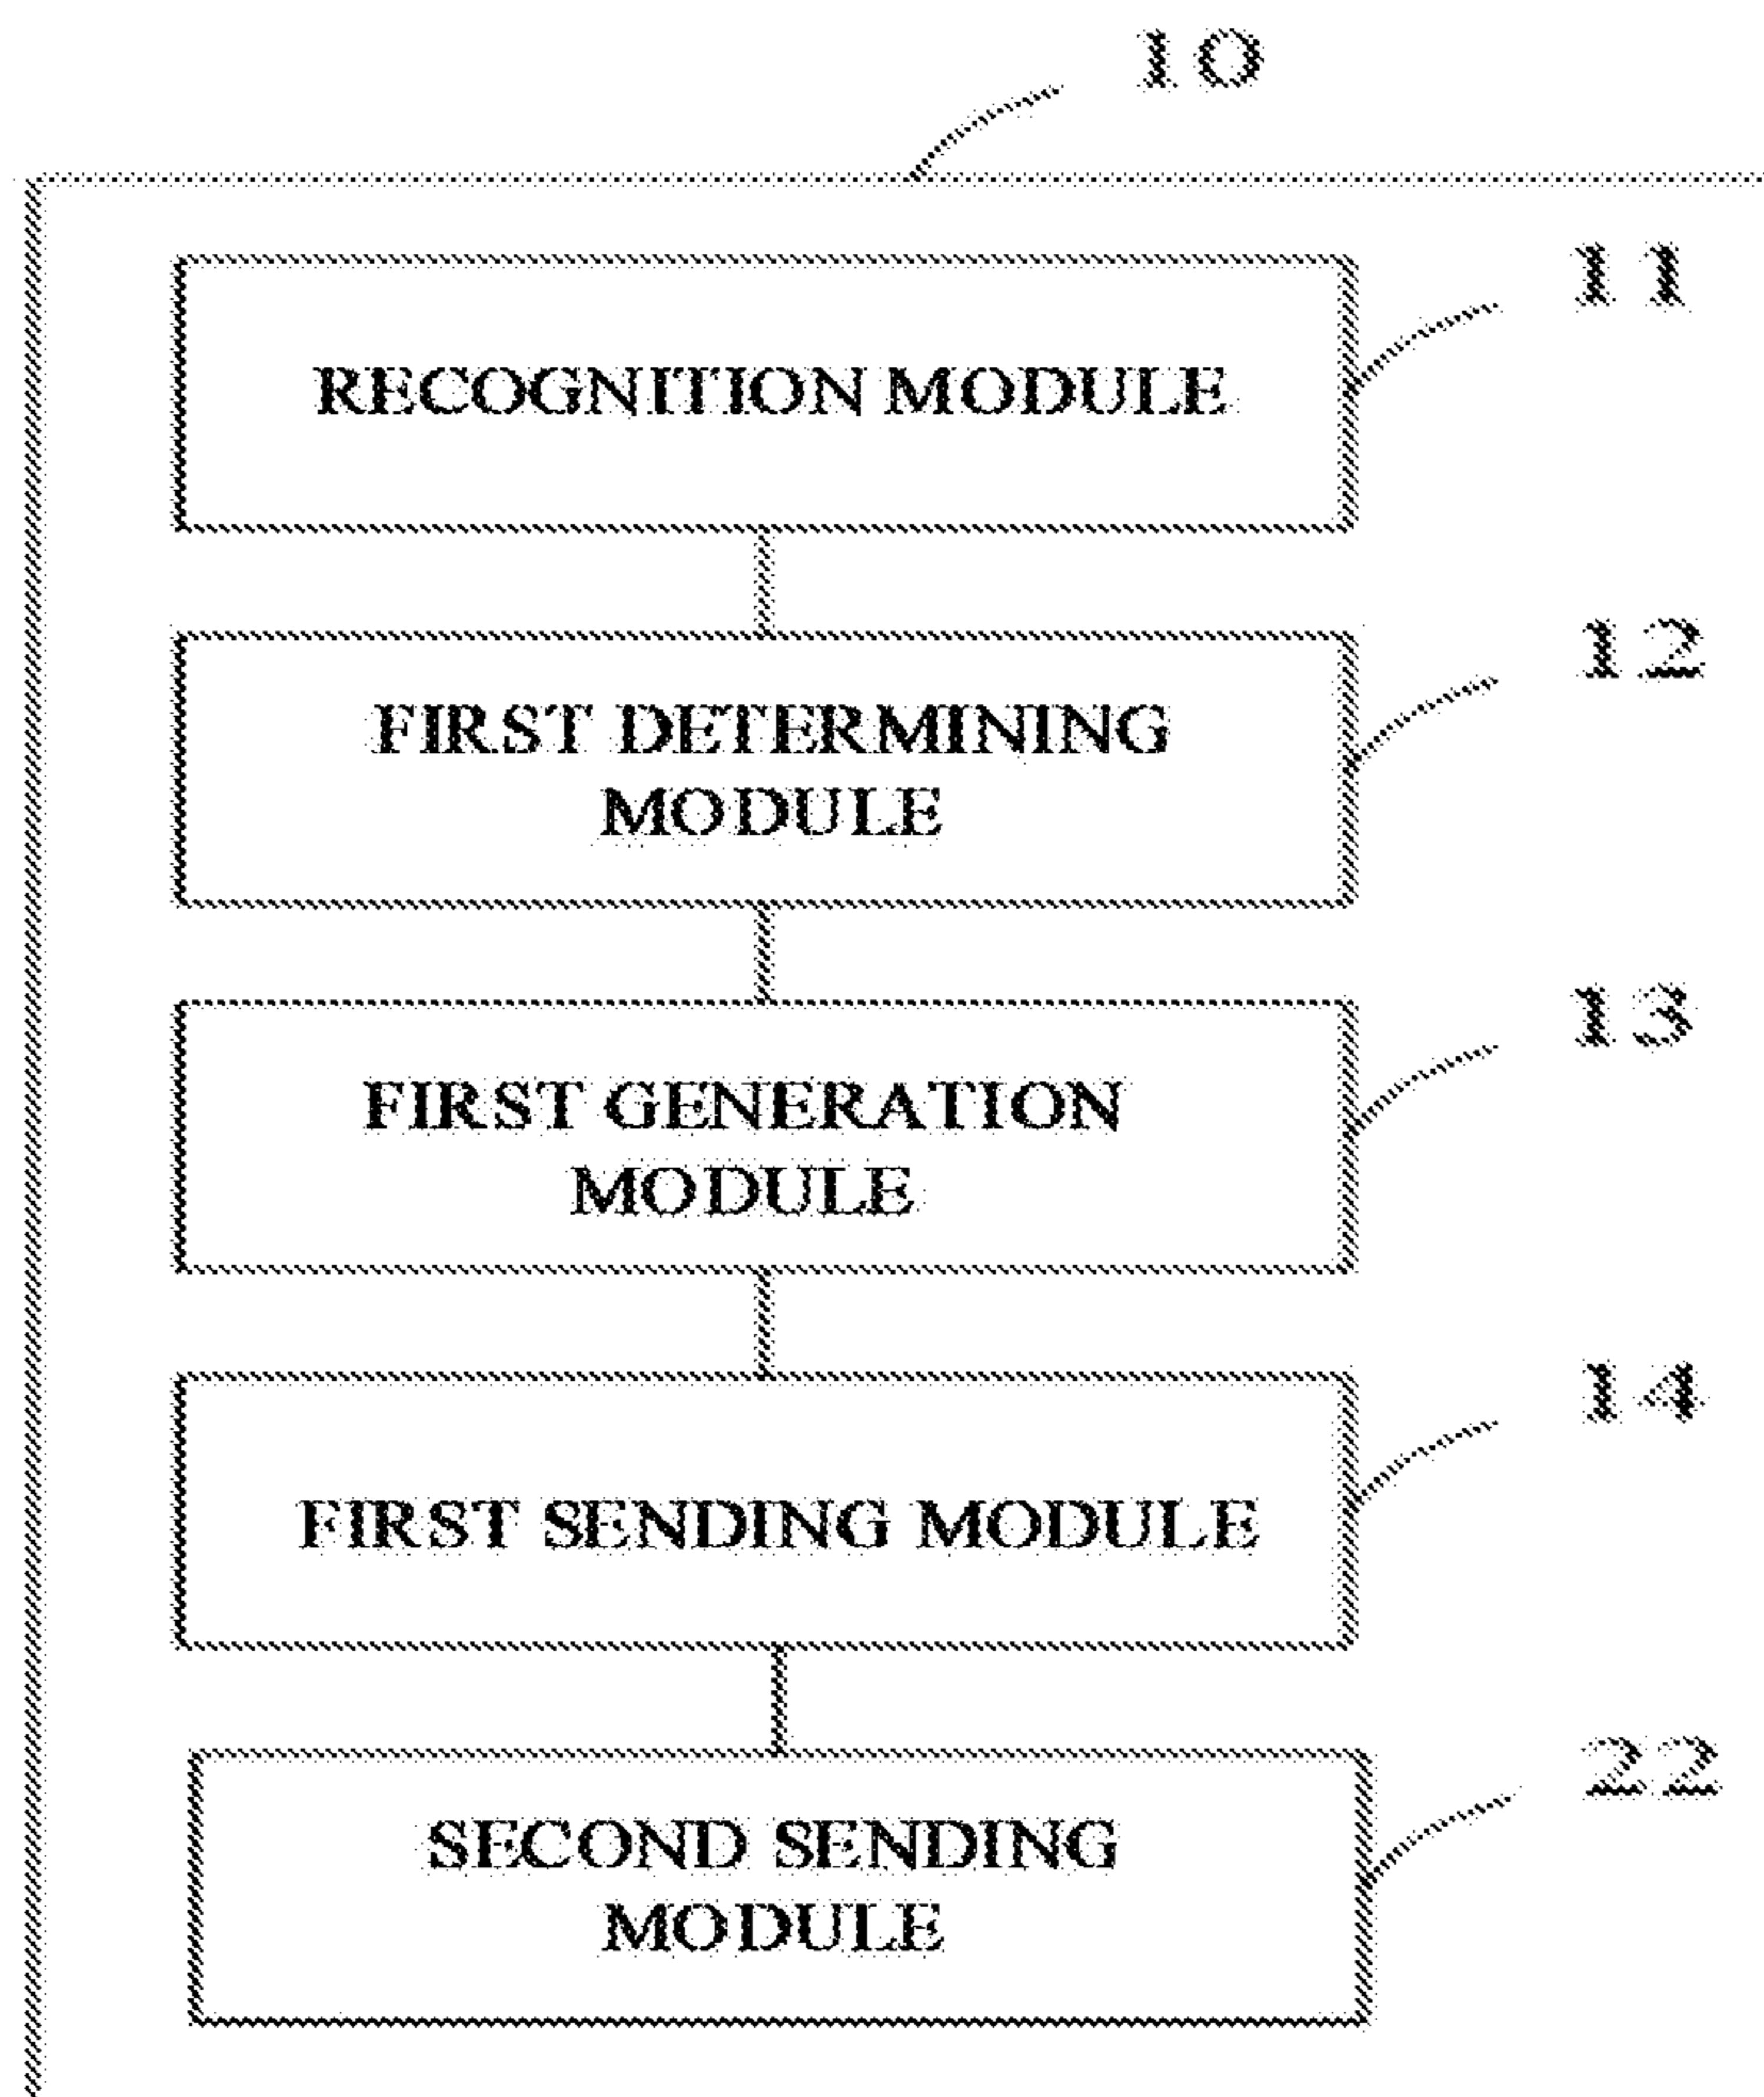 10
RECOGNITION MODULE
11
FIRST DETERMINING
MODULE
12
FIRST GENERATION
MODULE
13
FIRST SENDING MODULE
14
SECOND SENDING
MODULE
22